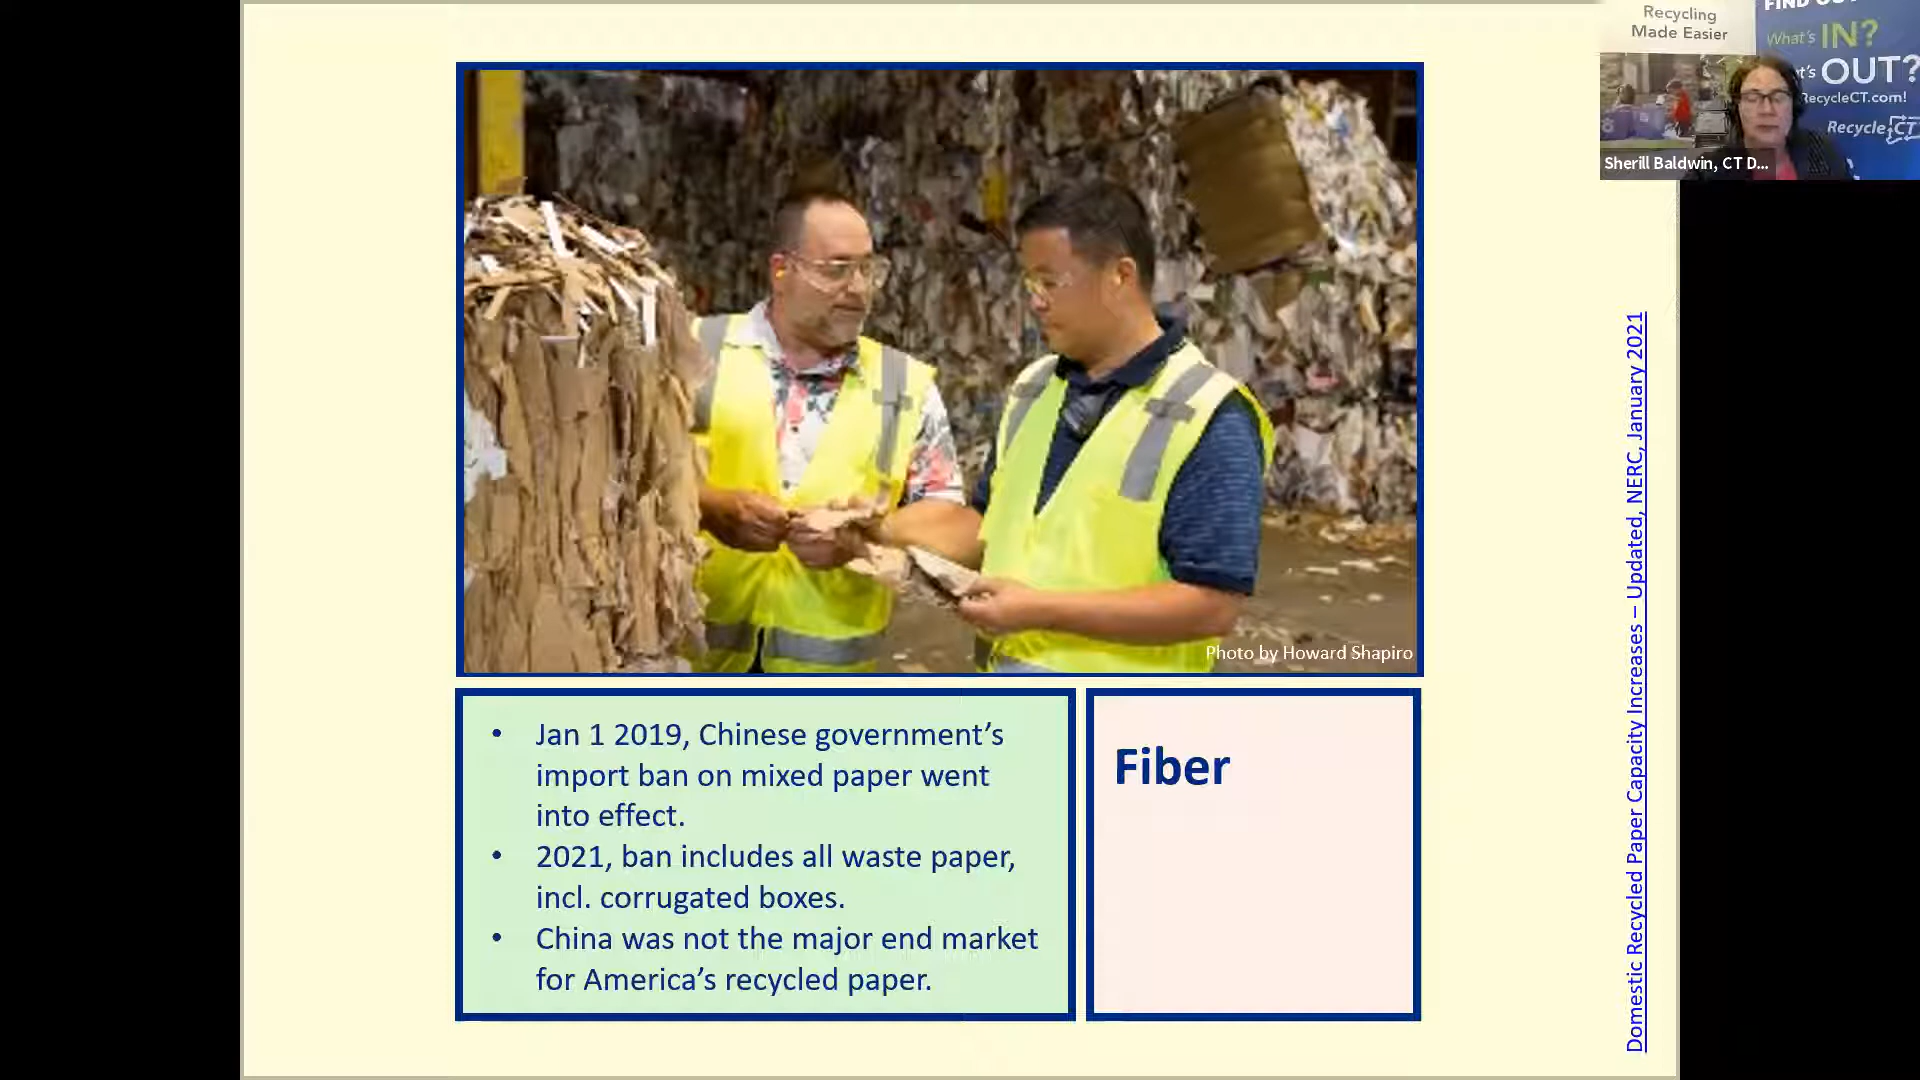 Recycling
Made Easier
What's IN?
OUT?
RecycleCT.com!
RecycleCT
Sherill Baldwin, CT D...
Photo by Howard Shapiro
• Jan 1 2019, Chinese government's
import ban on mixed paper went
into effect.
• 2021, ban includes all waste paper,
incl. corrugated boxes.
• China was not the major end market
for America's recycled paper.
Fiber
Domestic Recycled Paper Capacity Increases – Updated, NERC, January 2021